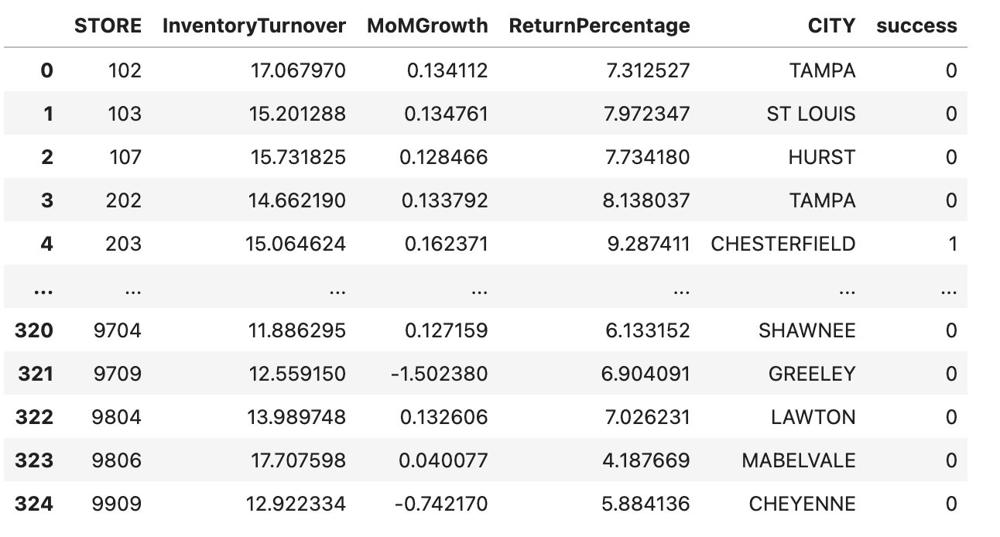 STORE InventoryTurnover MoMGrowth ReturnPercentage CITY success
0 102 17.067970 0.134112 7.312527 TAMPA 0
1 103 15.201288 0.134761 7.972347 ST LOUIS 0
2 107 15.731825 0.128466 7.734180 HURST 0
3 202 14.662190 0.133792 8.138037 TAMPA 0
4 203 15.064624 0.162371 9.287411 CHESTERFIELD 1
... ... ... ... ... ... ...
320 9704 11.886295 0.127159 6.133152 SHAWNEE 0
321 9709 12.559150 -1.502380 6.904091 GREELEY 0
322 9804 13.989748 0.132606 7.026231 LAWTON 0
323 9806 17.707598 0.040077 4.187669 MABELVALE 0
324 9909 12.922334 -0.742170 5.884136 CHEYENNE 0